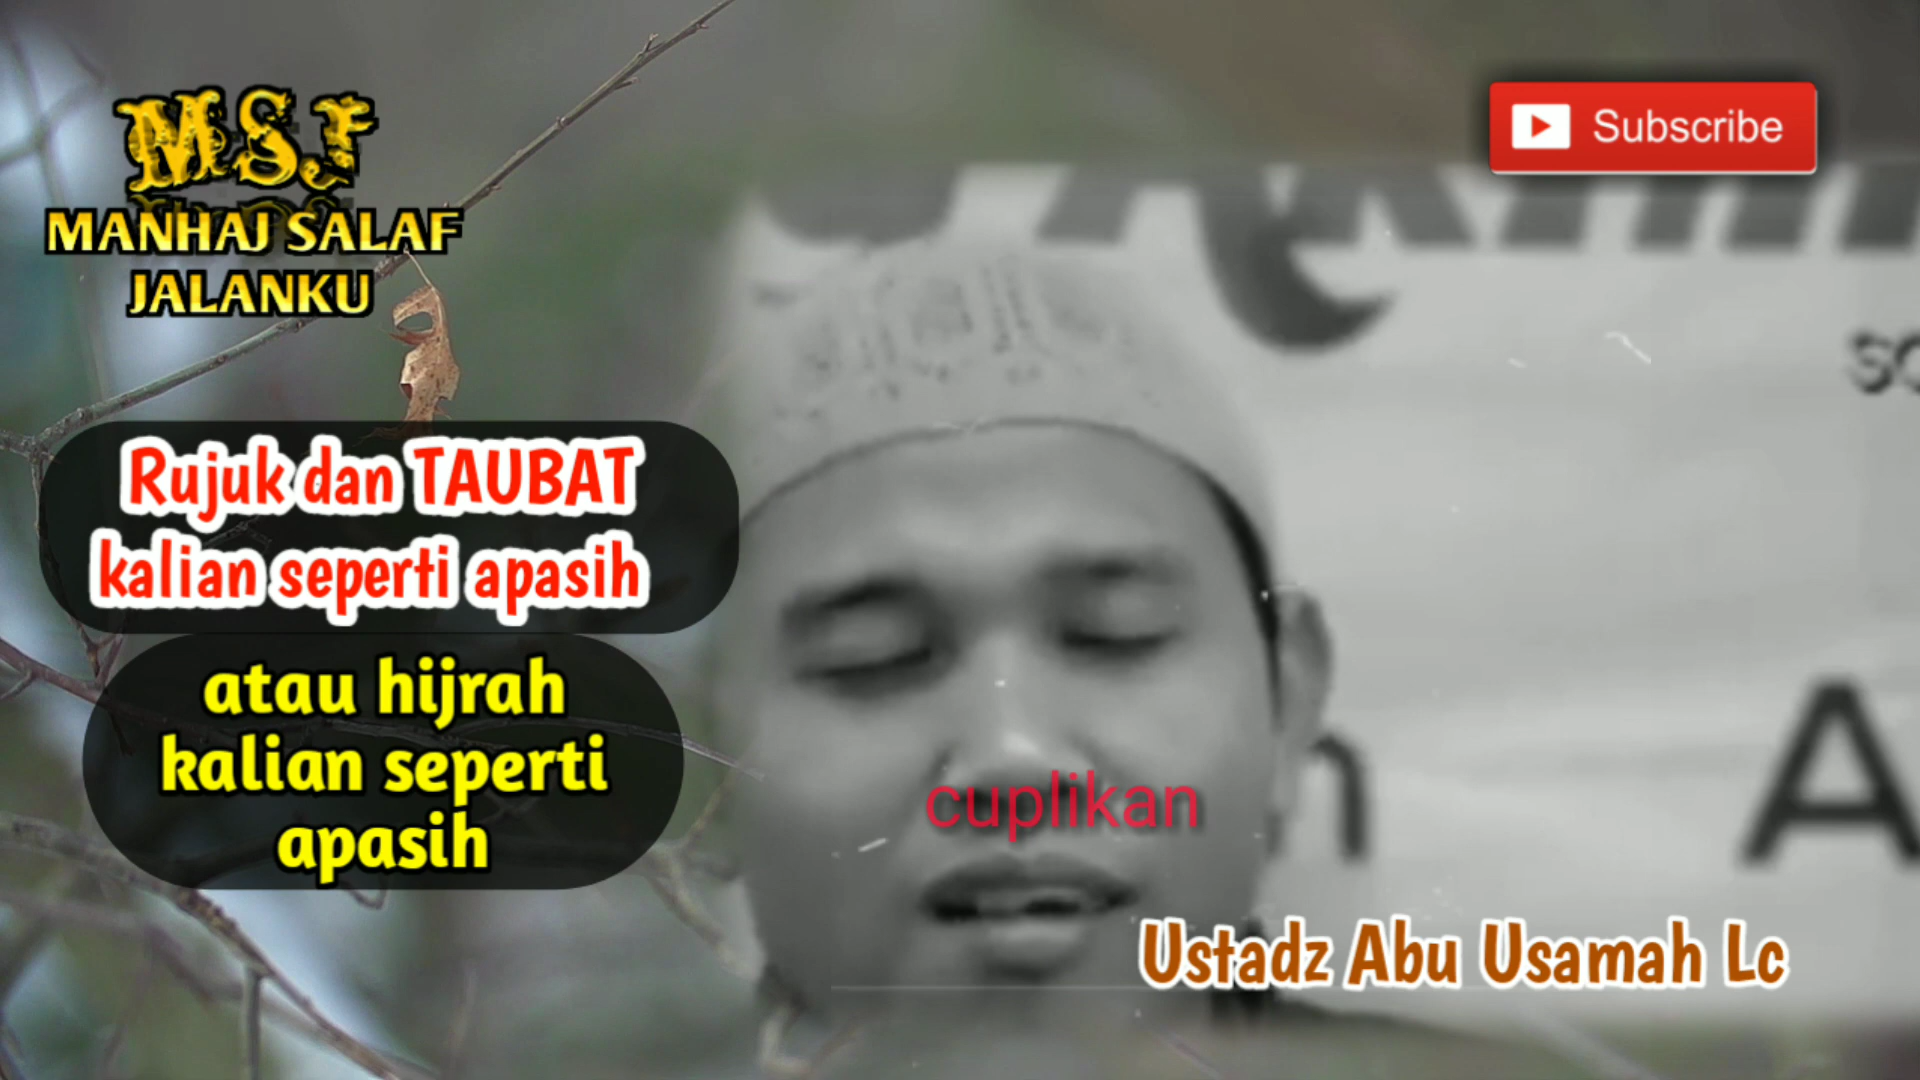 MSJ
MANHAJ SALAF
JALANKU
Subscribe
Rujuk dan TAUBAT
kalian seperti apasih
atau hijrah
kalian seperti
apasih
cuplikan
Ustadz Abu Usamah Lc